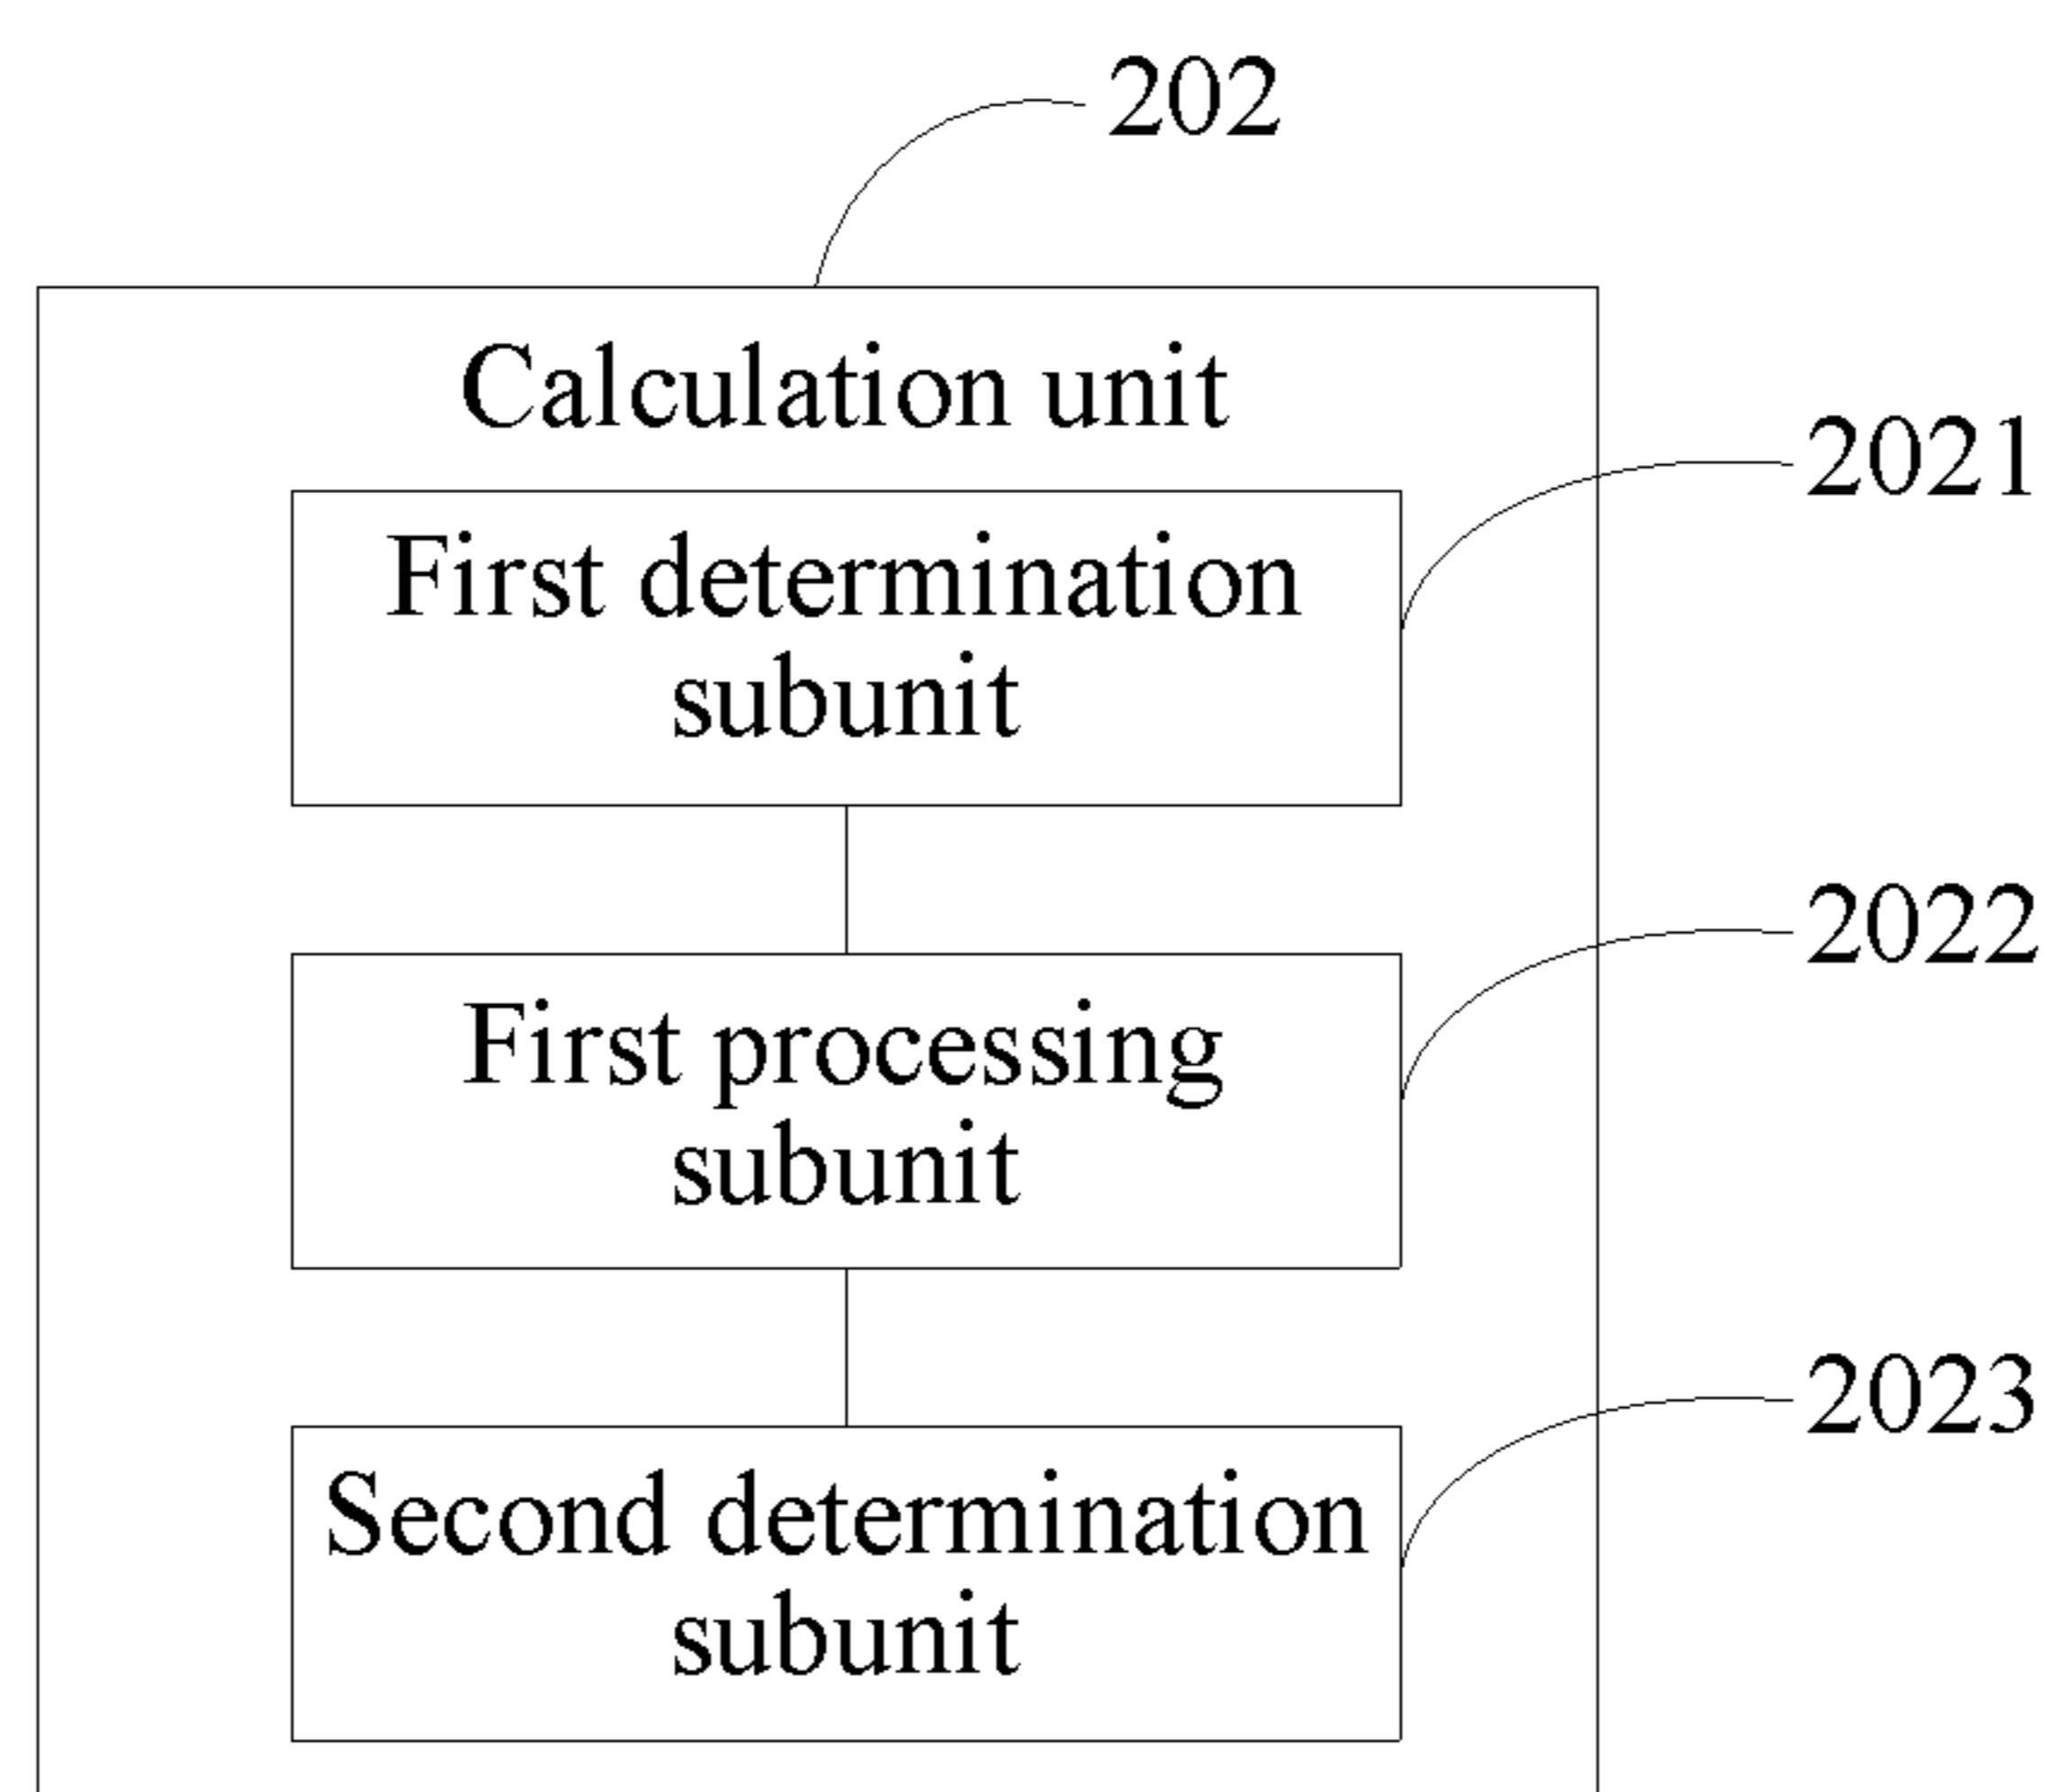 202
Calculation unit
2021
First determination
subunit
2022
First processing
subunit
2023
Second determination
subunit